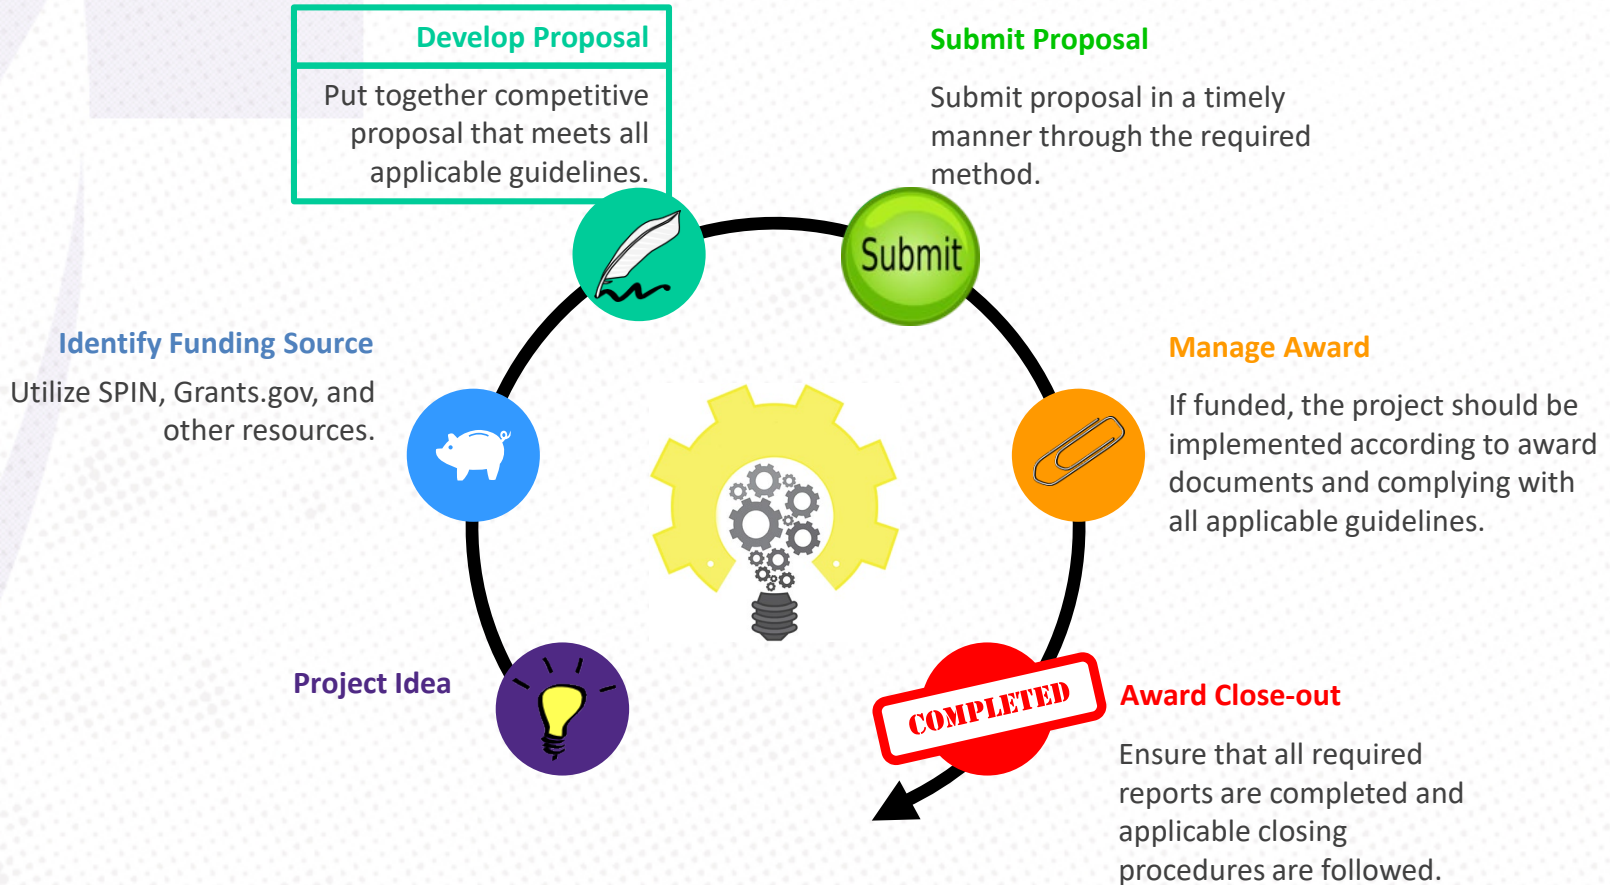 Develop Proposal
Put together competitive
proposal that meets all
applicable guidelines.
Submit Proposal
Submit proposal in a timely
manner through the required
method.
Submit
Identify Funding Source
Utilize SPIN, Grants.gov, and
other resources.
Manage Award
If funded, the project should be
implemented according to award
documents and complying with
all applicable guidelines.
Project Idea
COMPLETED
Award Close-out
Ensure that all required
reports are completed and
applicable closing
procedures are followed.